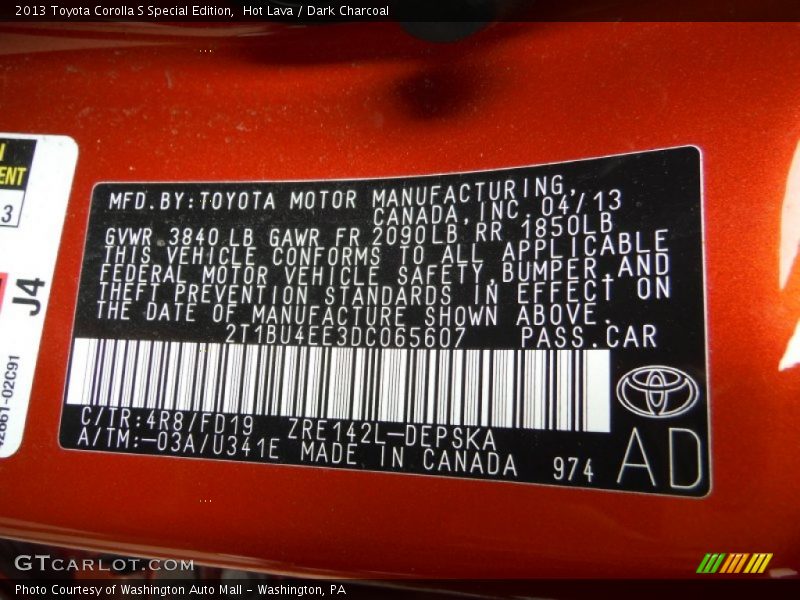 2013 Toyota Corolla S Special Edition, Hot Lava / Dark Charcoal
ENT
3
J4
42661-02C91
MFD.BY:TOYOTA MOTOR MANUFACTURING,
CANADA,INC. 04/13
GVWR 3840 LB GAWR FR 2090LB,RR 1850LB
THIS VEHICLE CONFORMS TO ALL APPLICABLE
FEDERAL MOTOR VEHICLE SAFETY,BUMPER,AND
THEFT PREVENTION STANDARDS IN EFFECT ON
THE DATE OF MANUFACTURE SHOWN ABOVE.
2T1BU4EE3DC065607 PASS.CAR
C/TR:4R8/FD19 ZRE142L-DEPSKA
A/TM:-03A/U341E MADE IN CANADA 974
AD
GTcarlot.com
Photo Courtesy of Washington Auto Mall - Washington, PA